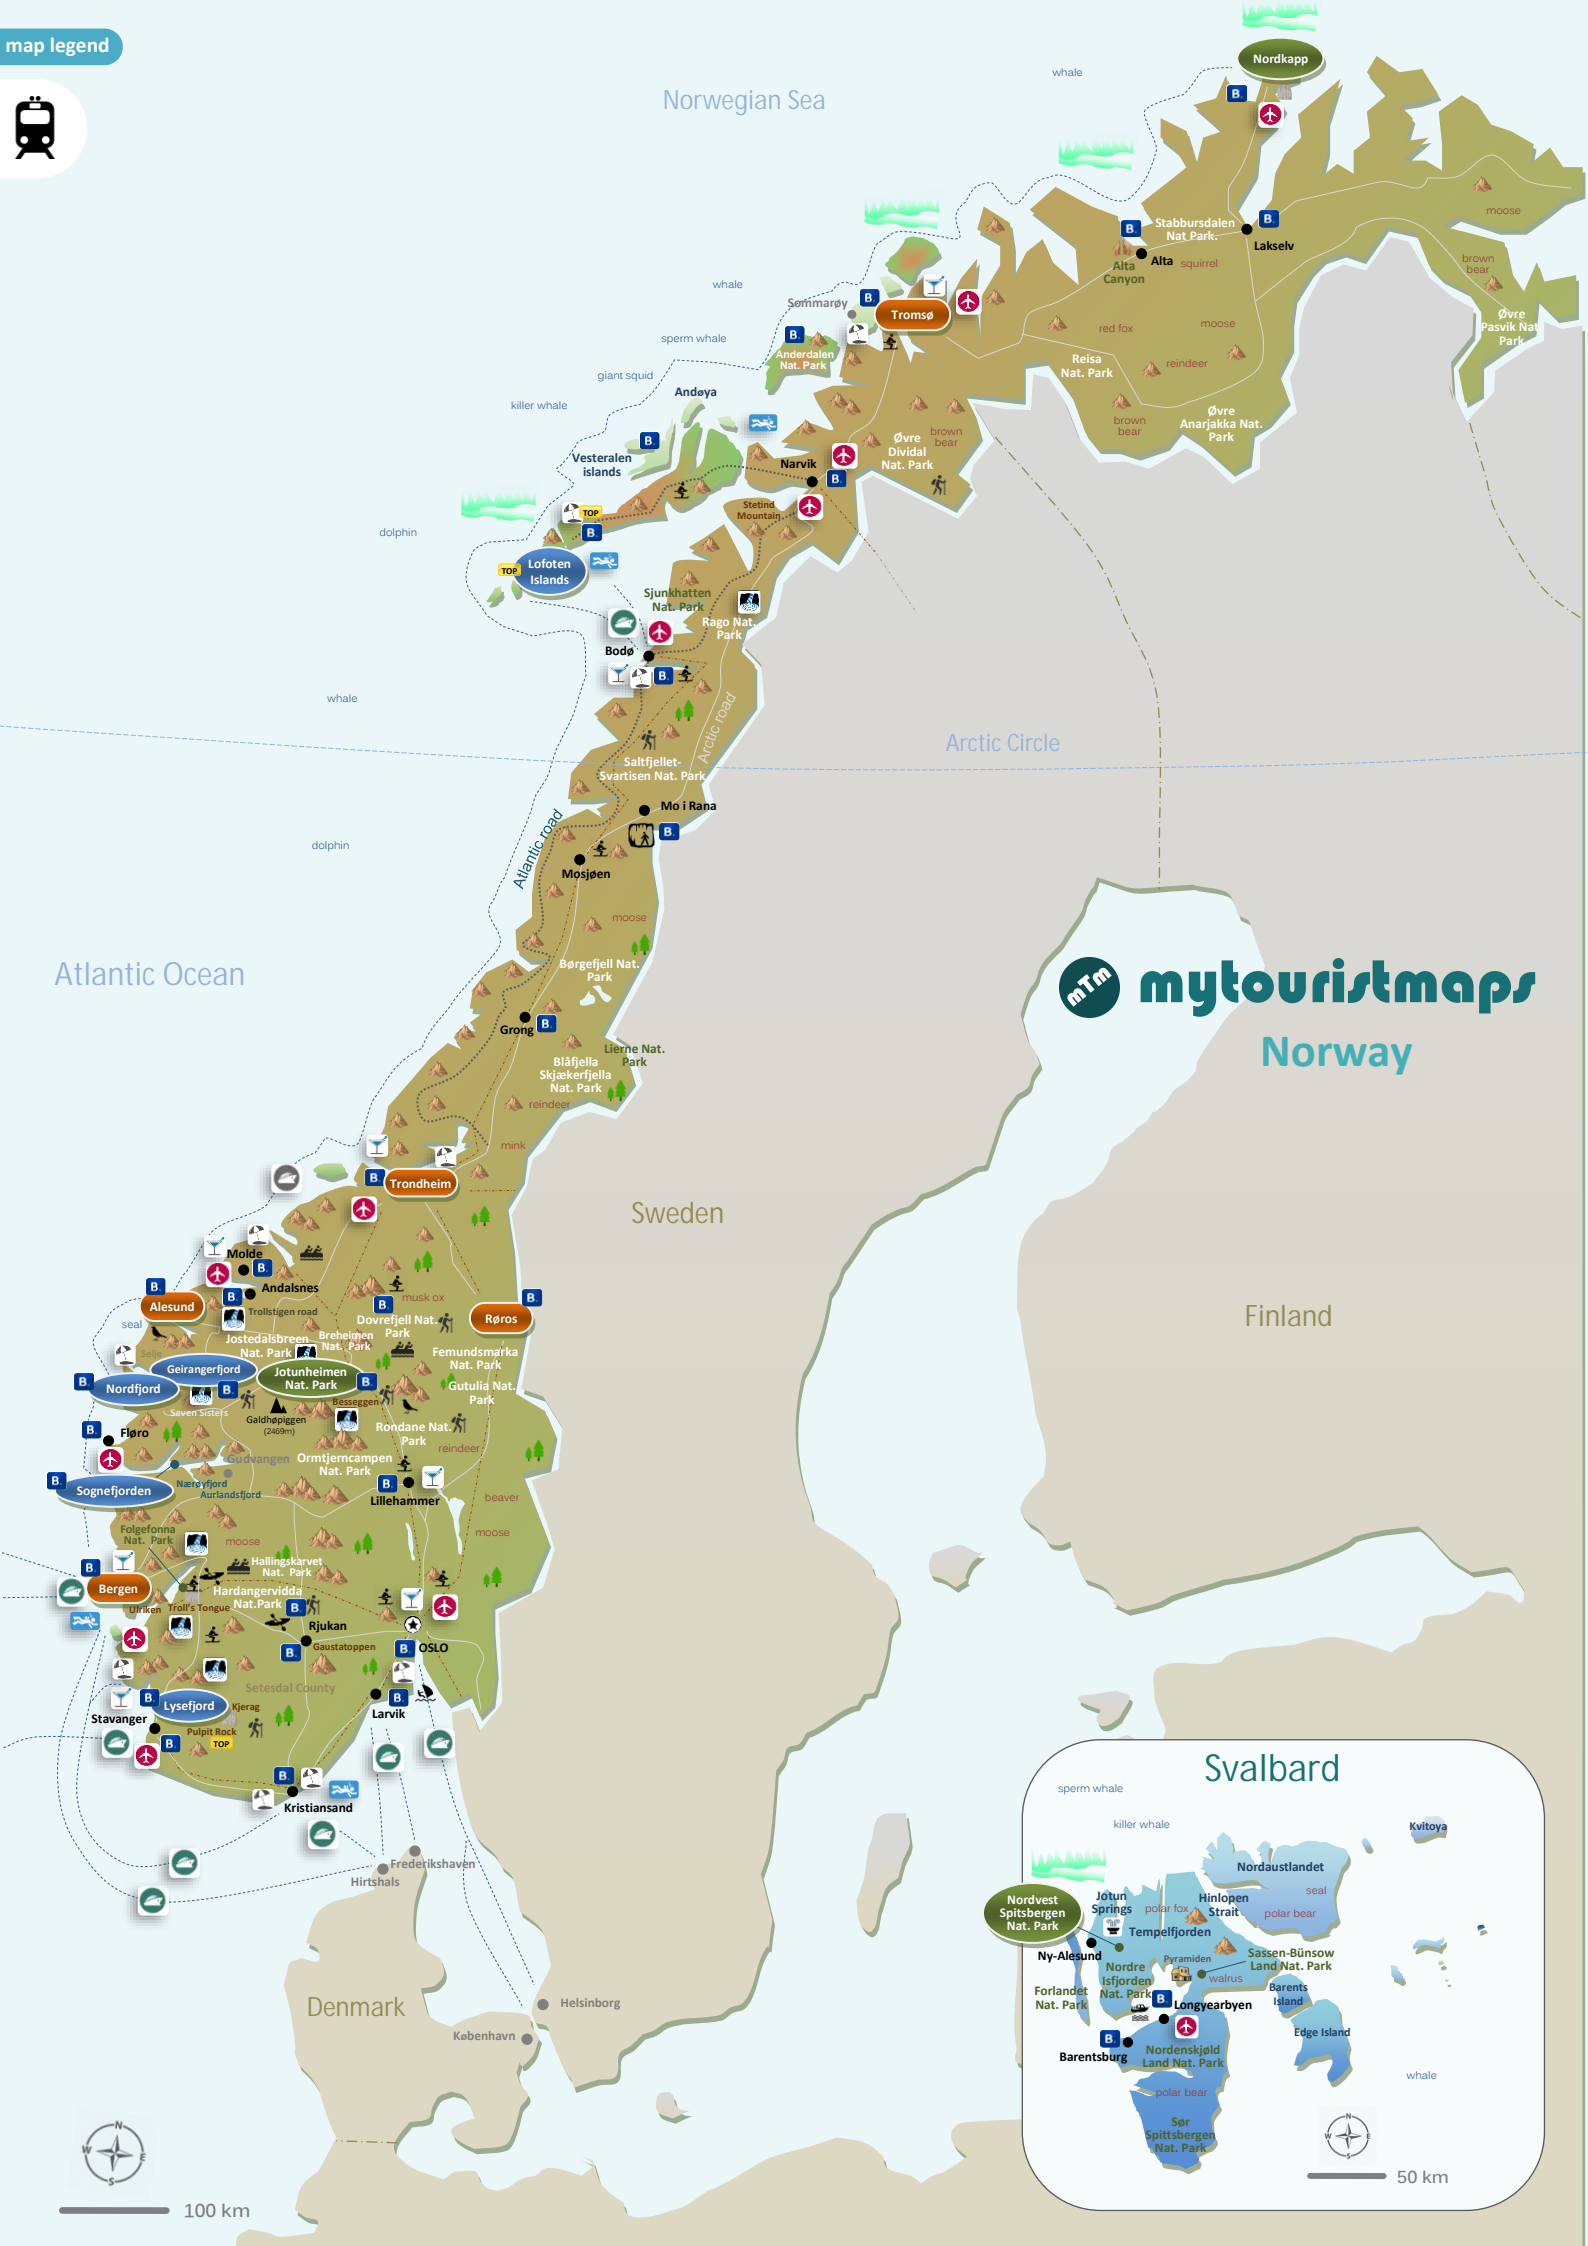 map legend
Nordkapp
whale
Norwegian Sea
moose
Stabbursdalen
Nat Park.
Lakselv
Alta
squirrel
Alta
Canyon
brown
bear
whale
Sommarøy
Tromsø
red fox
moose
Øvre
Pasvik Nat.
Park
sperm whale
Anderdalen
Nat. Park
Reisa
Nat. Park
reindeer
giant squid
Andøya
killer whale
brown
bear
Øvre
Anarjakka Nat.
Park
Øvre
Dividal
Nat. Park
brown
bear
Vesteralen
islands
Narvik
Stetind
Mountain
TOP
dolphin
TOP
Lofoten
Islands
Sjunkhatten
Nat. Park
Rago Nat.
Park
Bodø
whale
Arctic road
Arctic Circle
Saltfjellet-
Svartisen Nat. Park
Mo i Rana
Atlantic road
dolphin
Mosjøen
moose
Børgefjell Nat.
Park
Atlantic Ocean
mTm
mytouristmaps
Norway
Grong
Lierne Nat.
Park
Blåfjella
Skjækerfjella
Nat. Park
reindeer
mink
Trondheim
Sweden
Molde
Andalsnes
Alesund
Trollstigen road
musk ox
Dovrefjell Nat.
Park
Røros
Finland
seal
Selje
Jostedalsbreen
Nat. Park
Breheimen
Nat. Park
Femundsmarka
Nat. Park
Geirangerfjord
Jotunheimen
Nat. Park
Nordfjord
Gutulia Nat.
Park
Besseggen
Seven Sisters
Galdhøpiggen
(2469m)
Rondane Nat.
Park
Fløro
reindeer
Gudvangen
Ormtjerncampen
Nat. Park
Sognefjorden
Nærøyfjord
Aurlandsfjord
Lillehammer
beaver
Folgefonna
Nat. Park
moose
moose
Hallingskarvet
Nat. Park
Bergen
Hardangervidda
Nat.Park
Ulriken
Troll's Tongue
Rjukan
Gaustatoppen
OSLO
Setesdal County
Lysefjord
Kjerag
Larvik
Stavanger
Pulpit Rock
TOP
Kristiansand
Frederikshaven
Hirtshals
Denmark
Helsinborg
København
N
W
E
S
100 km
Svalbard
sperm whale
killer whale
Kvitoya
Nordaustlandet
Nordvest
Spitsbergen
Nat. Park
Jotun
Springs
polar fox
Hinlopen
Strait
seal
polar bear
Tempelfjorden
Ny-Alesund
Pyramiden
Sassen-Bünsow
Land Nat. Park
Nordre
Isfjorden
Nat. Park
walrus
Forlandet
Nat. Park
Barents
Island
Longyearbyen
Edge Island
Barentsburg
Nordenskjøld
Land Nat. Park
whale
polar bear
Sør
Spittsbergen
Nat. Park
N
W
E
S
50 km